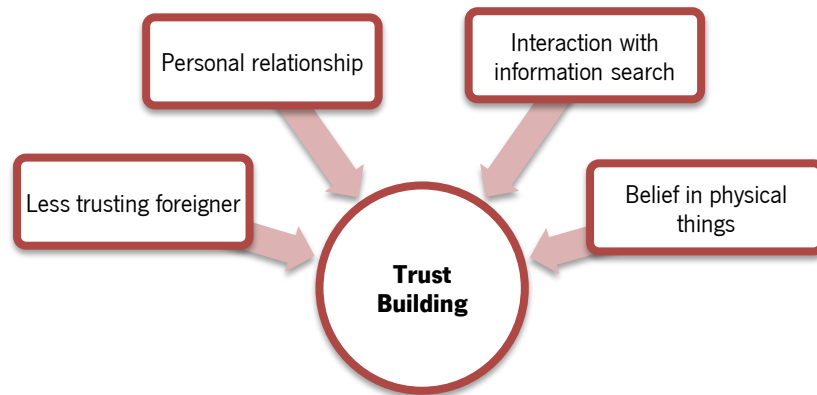 Personal relationship
Interaction with
information search
Less trusting foreigner
Belief in physical
things
Trust
Building